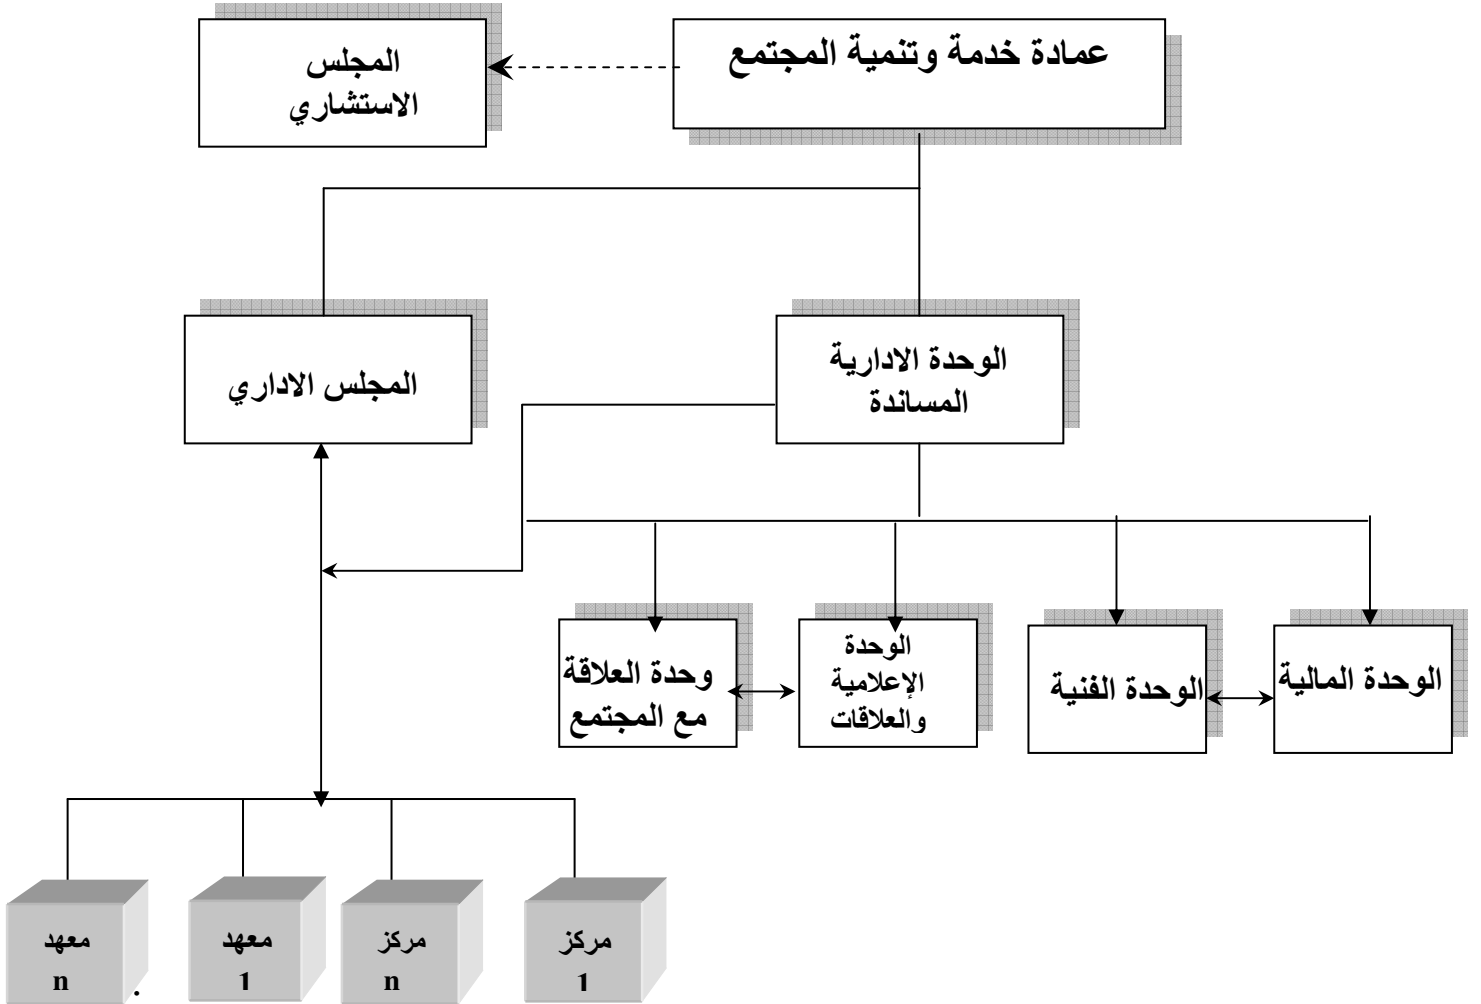 عمادة خدمة وتنمية المجتمع
المجلس
الاستشاري
الوحدة الادارية
المساندة
المجلس الاداري
الوحدة المالية
الوحدة الفنية
الوحدة
الإعلامية
والعلاقات
وحدة العلاقة
مع المجتمع
مركز
1
مركز
n
معهد
1
معهد
n
.